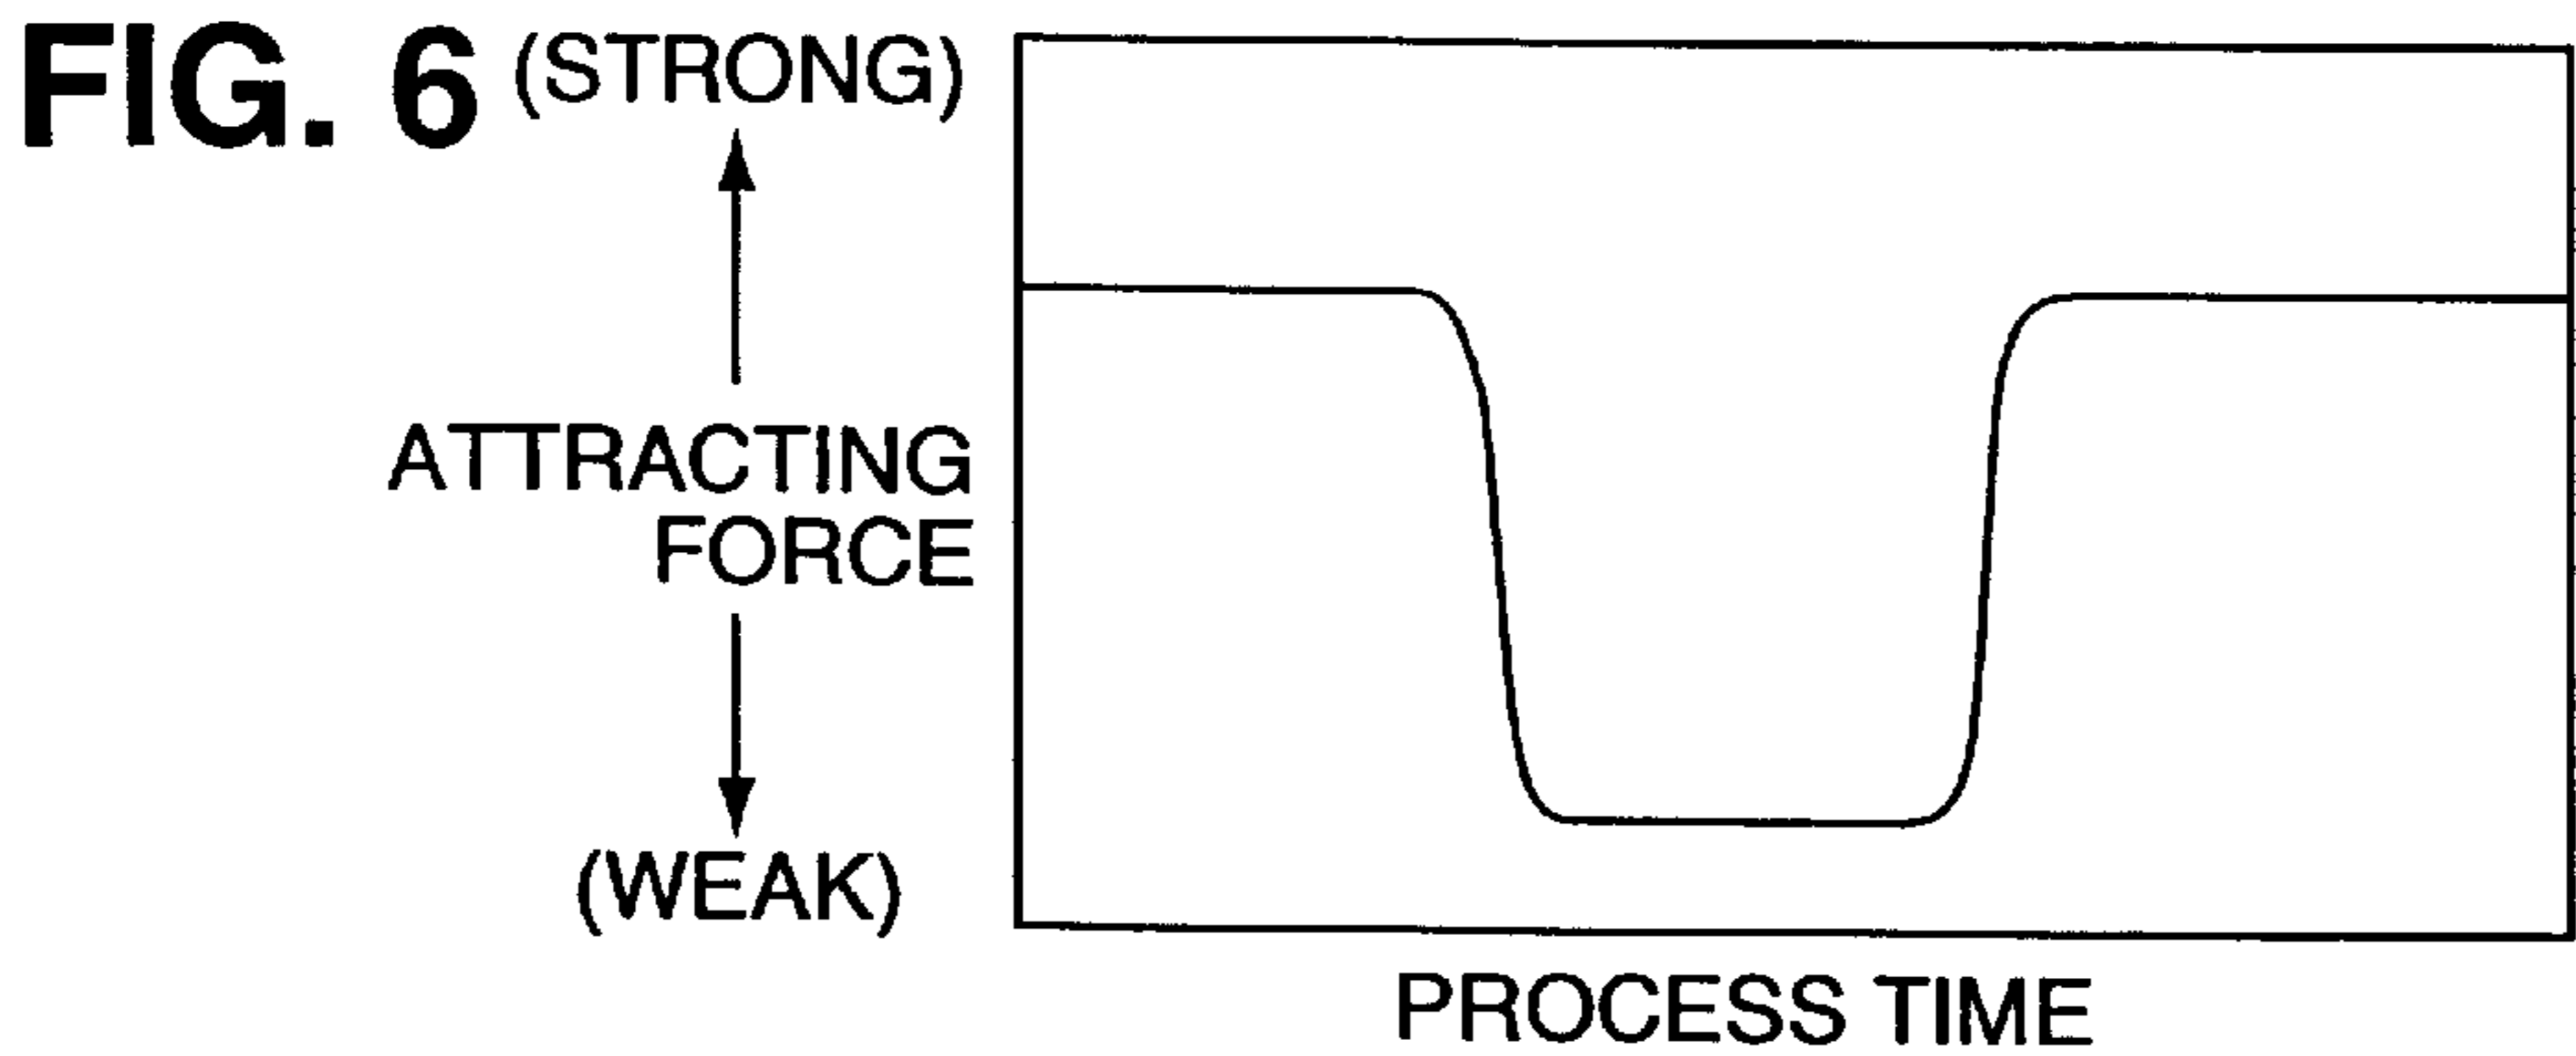 FIG. 6
(STRONG)
ATTRACTING
FORCE
(WEAK)
PROCESS TIME